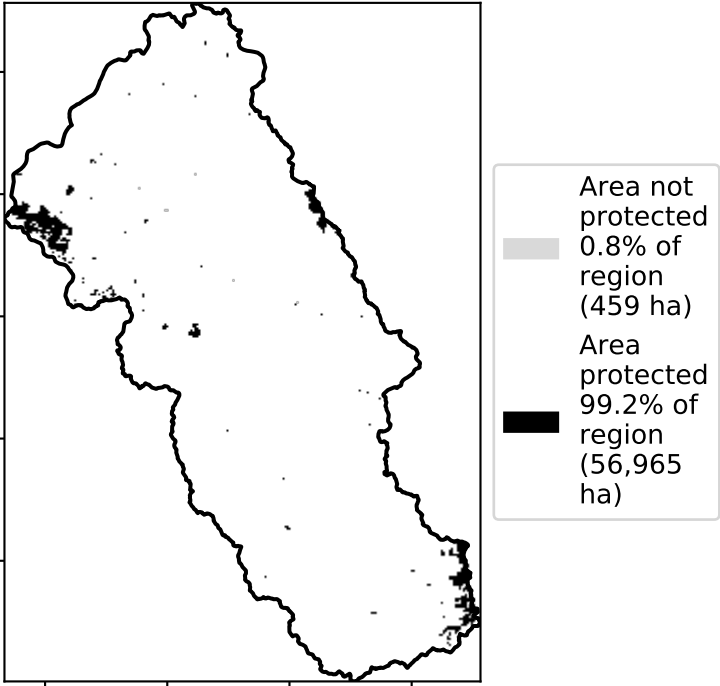 Area not
protected
0.8% of
region
(459 ha)
Area
protected
99.2% of
region
(56,965
ha)